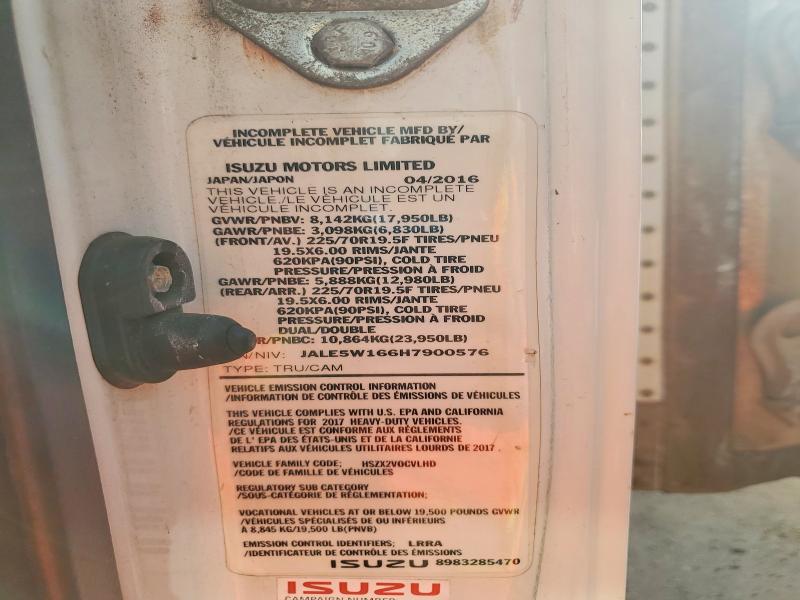 INCOMPLETE VEHICLE MFD BY/
VÉHICULE INCOMPLET FABRIQUÉ PAR
ISUZU MOTORS LIMITED
JAPAN/JAPON 04/2016
THIS VEHICLE IS AN INCOMPLETE
VEHICLE./LE VÉHICULE EST UN
VÉHICULE INCOMPLET.
GVWR/PNBV: 8,142KG(17,950LB)
GAWR/PNBE: 3,098KG(6,830LB)
(FRONT/AV.) 225/70R19.5F TIRES/PNEU
19.5X6.00 RIMS/JANTE
620KPA(90PSI), COLD TIRE
PRESSURE/PRESSION À FROID
GAWR/PNBE: 5,888KG(12,980LB)
(REAR/ARR.) 225/70R19.5F TIRES/PNEU
19.5X6.00 RIMS/JANTE
620KPA(90PSI), COLD TIRE
PRESSURE/PRESSION À FROID
DUAL/DOUBLE
R/PNBC: 10,864KG(23,950LB)
N/NIV: JALE5W166H7900576
TYPE: TRU/CAM
VEHICLE EMISSION CONTROL INFORMATION
/INFORMATION DE CONTRÔLE DES ÉMISSIONS DE VÉHICULES
THIS VEHICLE COMPLIES WITH U.S. EPA AND CALIFORNIA
REGULATIONS FOR 2017 HEAVY-DUTY VEHICLES.
/CE VÉHICULE EST CONFORME AUX RÈGLEMENTS
DE L' EPA DES ÉTATS-UNIS ET DE LA CALIFORNIE
RELATIFS AUX VÉHICULES UTILITAIRES LOURDS DE 2017 .
VEHICLE FAMILY CODE; HSZX2VOCVLHD
/CODE DE FAMILLE DE VÉHICULES
REGULATORY SUB CATEGORY
/SOUS-CATÉGORIE DE RÉGLEMENTATION;
VOCATIONAL VEHICLES AT OR BELOW 19,500 POUNDS GVWR
/VÉHICULES SPÉCIALISÉS DE OU INFÉRIEURS
À 8,845 KG/19,500 LB(PNVB)
EMISSION CONTROL IDENTIFIERS; LRRA
/IDENTIFICATEUR DE CONTRÔLE DES ÉMISSIONS
ISUZU 8983285470
ISUZU
CAMPAIGN NUMBER